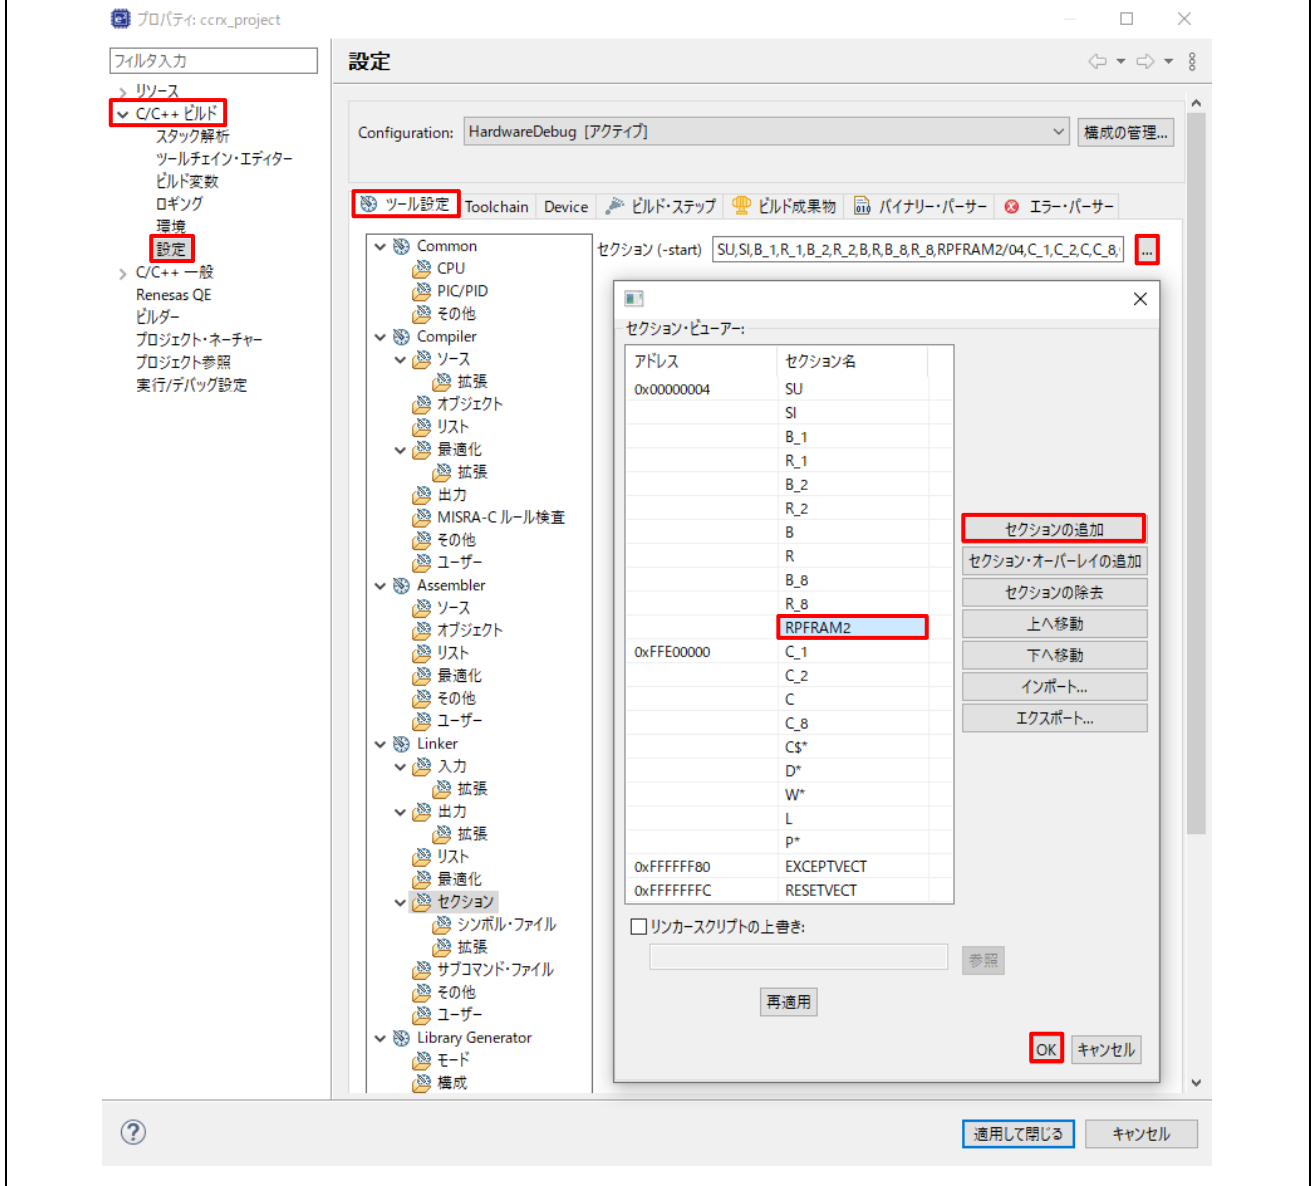 プロパティ: ccrx_project
フィルタ入力
設定
リソース
C/C++ ビルド
スタック解析
ツールチェイン・エディター
ビルド変数
ロギング
環境
設定
C/C++ 一般
Renesas QE
ビルダー
プロジェクト・ネーチャー
プロジェクト参照
実行/デバッグ設定
Configuration: HardwareDebug [アクティブ] 構成の管理...
ツール設定 Toolchain Device ビルド・ステップ ビルド成果物 バイナリー・パーサー エラー・パーサー
Common
CPU
PIC/PID
その他
Compiler
ソース
拡張
オブジェクト
リスト
最適化
拡張
出力
MISRA-C ルール検査
その他
ユーザー
Assembler
ソース
オブジェクト
リスト
最適化
その他
ユーザー
Linker
入力
拡張
出力
拡張
リスト
最適化
セクション
シンボル・ファイル
拡張
サブコマンド・ファイル
その他
ユーザー
Library Generator
モード
構成
セクション (-start) SU,SI,B_1,R_1,B_2,R_2,B,R,B_8,R_8,RPFRAM2/04,C_1,C_2,C,C_8, ...
セクション・ビューアー:
アドレス セクション名
0x00000004 SU
SI
B_1
R_1
B_2
R_2
B
R
B_8
R_8
RPFRAM2
0xFFE00000 C_1
C_2
C
C_8
C$*
D*
W*
L
P*
0xFFFFFF80 EXCEPTVECT
0xFFFFFFFC RESETVECT
セクションの追加
セクション・オーバーレイの追加
セクションの除去
上へ移動
下へ移動
インポート...
エクスポート...
リンカースクリプトの上書き:
参照
再適用
OK キャンセル
適用して閉じる キャンセル